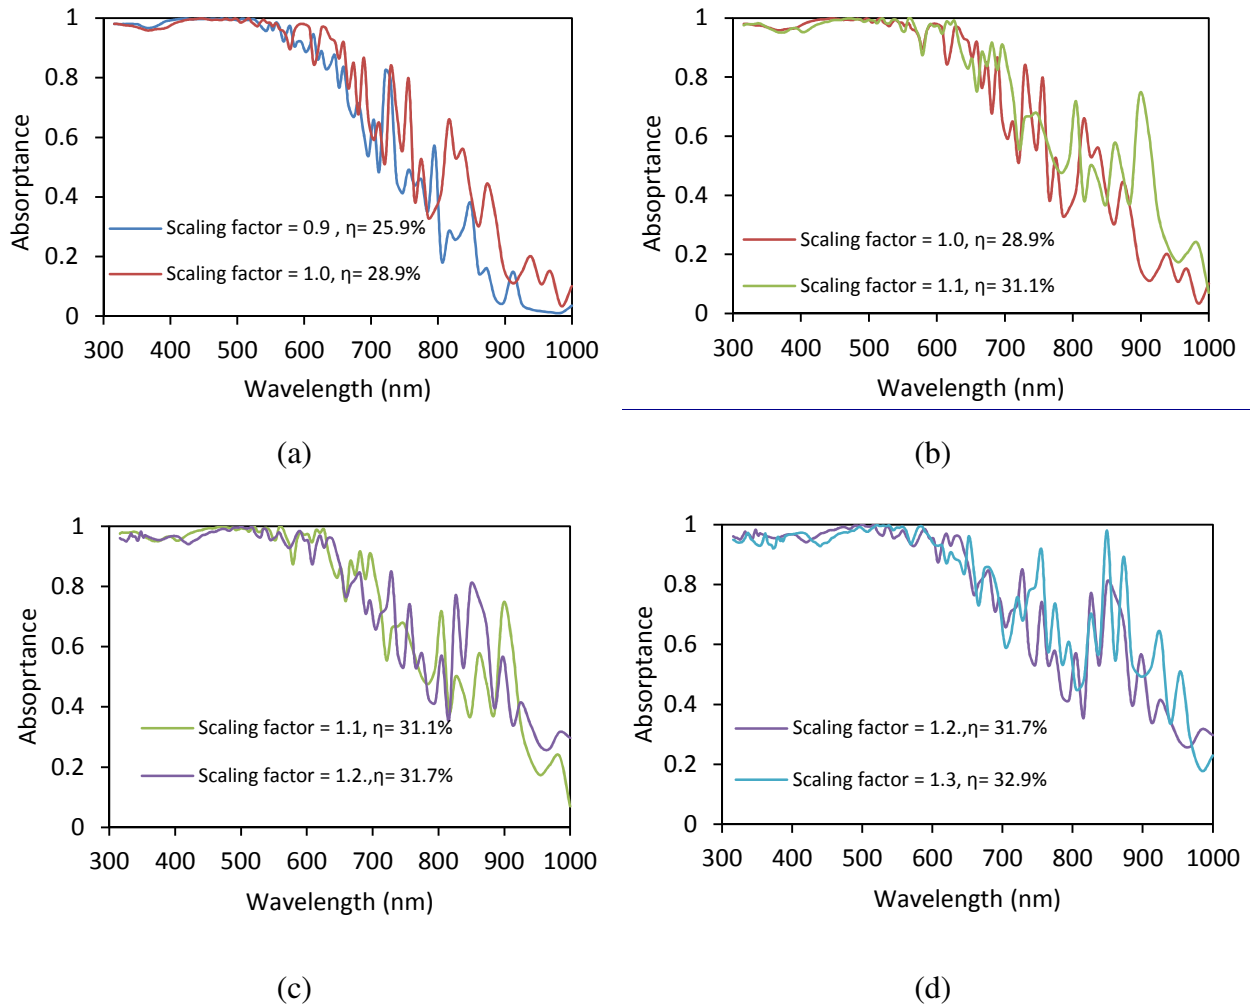 1
0.8
0.6
0.4
0.2
0
Absorptance
Scaling factor = 0.9 , η= 25.9%
Scaling factor = 1.0, η= 28.9%
300 400 500 600 700 800 900 1000
Wavelength (nm)
(a)
1
0.8
0.6
0.4
0.2
0
Absoprtance
Scaling factor = 1.0, η= 28.9%
Scaling factor = 1.1, η= 31.1%
300 400 500 600 700 800 900 1000
Wavelength (nm)
(b)
1
0.8
0.6
0.4
0.2
0
Absoprtance
Scaling factor = 1.1, η= 31.1%
Scaling factor = 1.2.,η= 31.7%
300 400 500 600 700 800 900 1000
Wavelength (nm)
(c)
1
0.8
0.6
0.4
0.2
0
Absoprtance
Scaling factor = 1.2.,η= 31.7%
Scaling factor = 1.3, η= 32.9%
300 400 500 600 700 800 900 1000
Wavelength (nm)
(d)